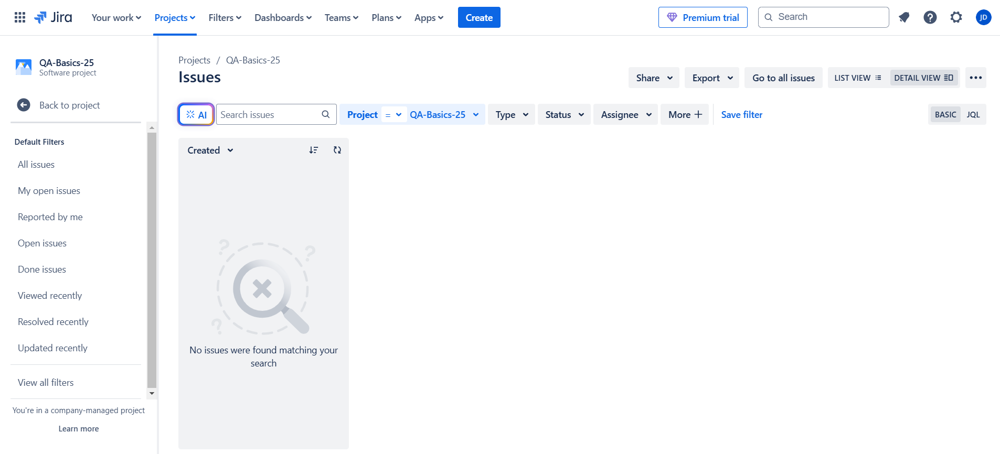 Jira
Your work
Projects
Filters
Dashboards
Teams
Plans
Apps
Create
Premium trial
Search
JD
QA-Basics-25
Software project
Back to project
Default Filters
All issues
My open issues
Reported by me
Open issues
Done issues
Viewed recently
Resolved recently
Updated recently
View all filters
You're in a company-managed project
Learn more
Projects / QA-Basics-25
Issues
Share
Export
Go to all issues
LIST VIEW
DETAIL VIEW
AI
Search issues
Project = QA-Basics-25
Type
Status
Assignee
More
Save filter
BASIC
JQL
Created
? ? ?
No issues were found matching your
search